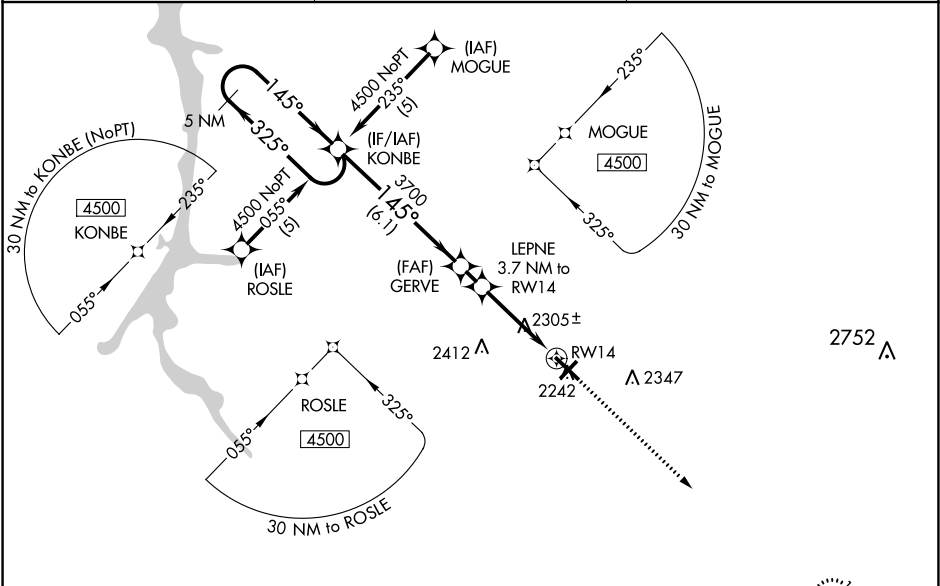 (IAF)
MOGUE
4500 NoPT
235°
(5)
145°
5 NM
325°
(IF/IAF)
KONBE
235°
MOGUE
4500
325°
30 NM to MOGUE
30 NM to KONBE (NoPT)
4500
KONBE
235°
055°
4500 NoPT
055°
(5)
(IAF)
ROSLE
3700
145°
(6.1)
(FAF)
GERVE
LEPNE
3.7 NM to
RW14
2305±
2412
RW14
2242
2347
2752
ROSLE
4500
055°
325°
30 NM to ROSLE